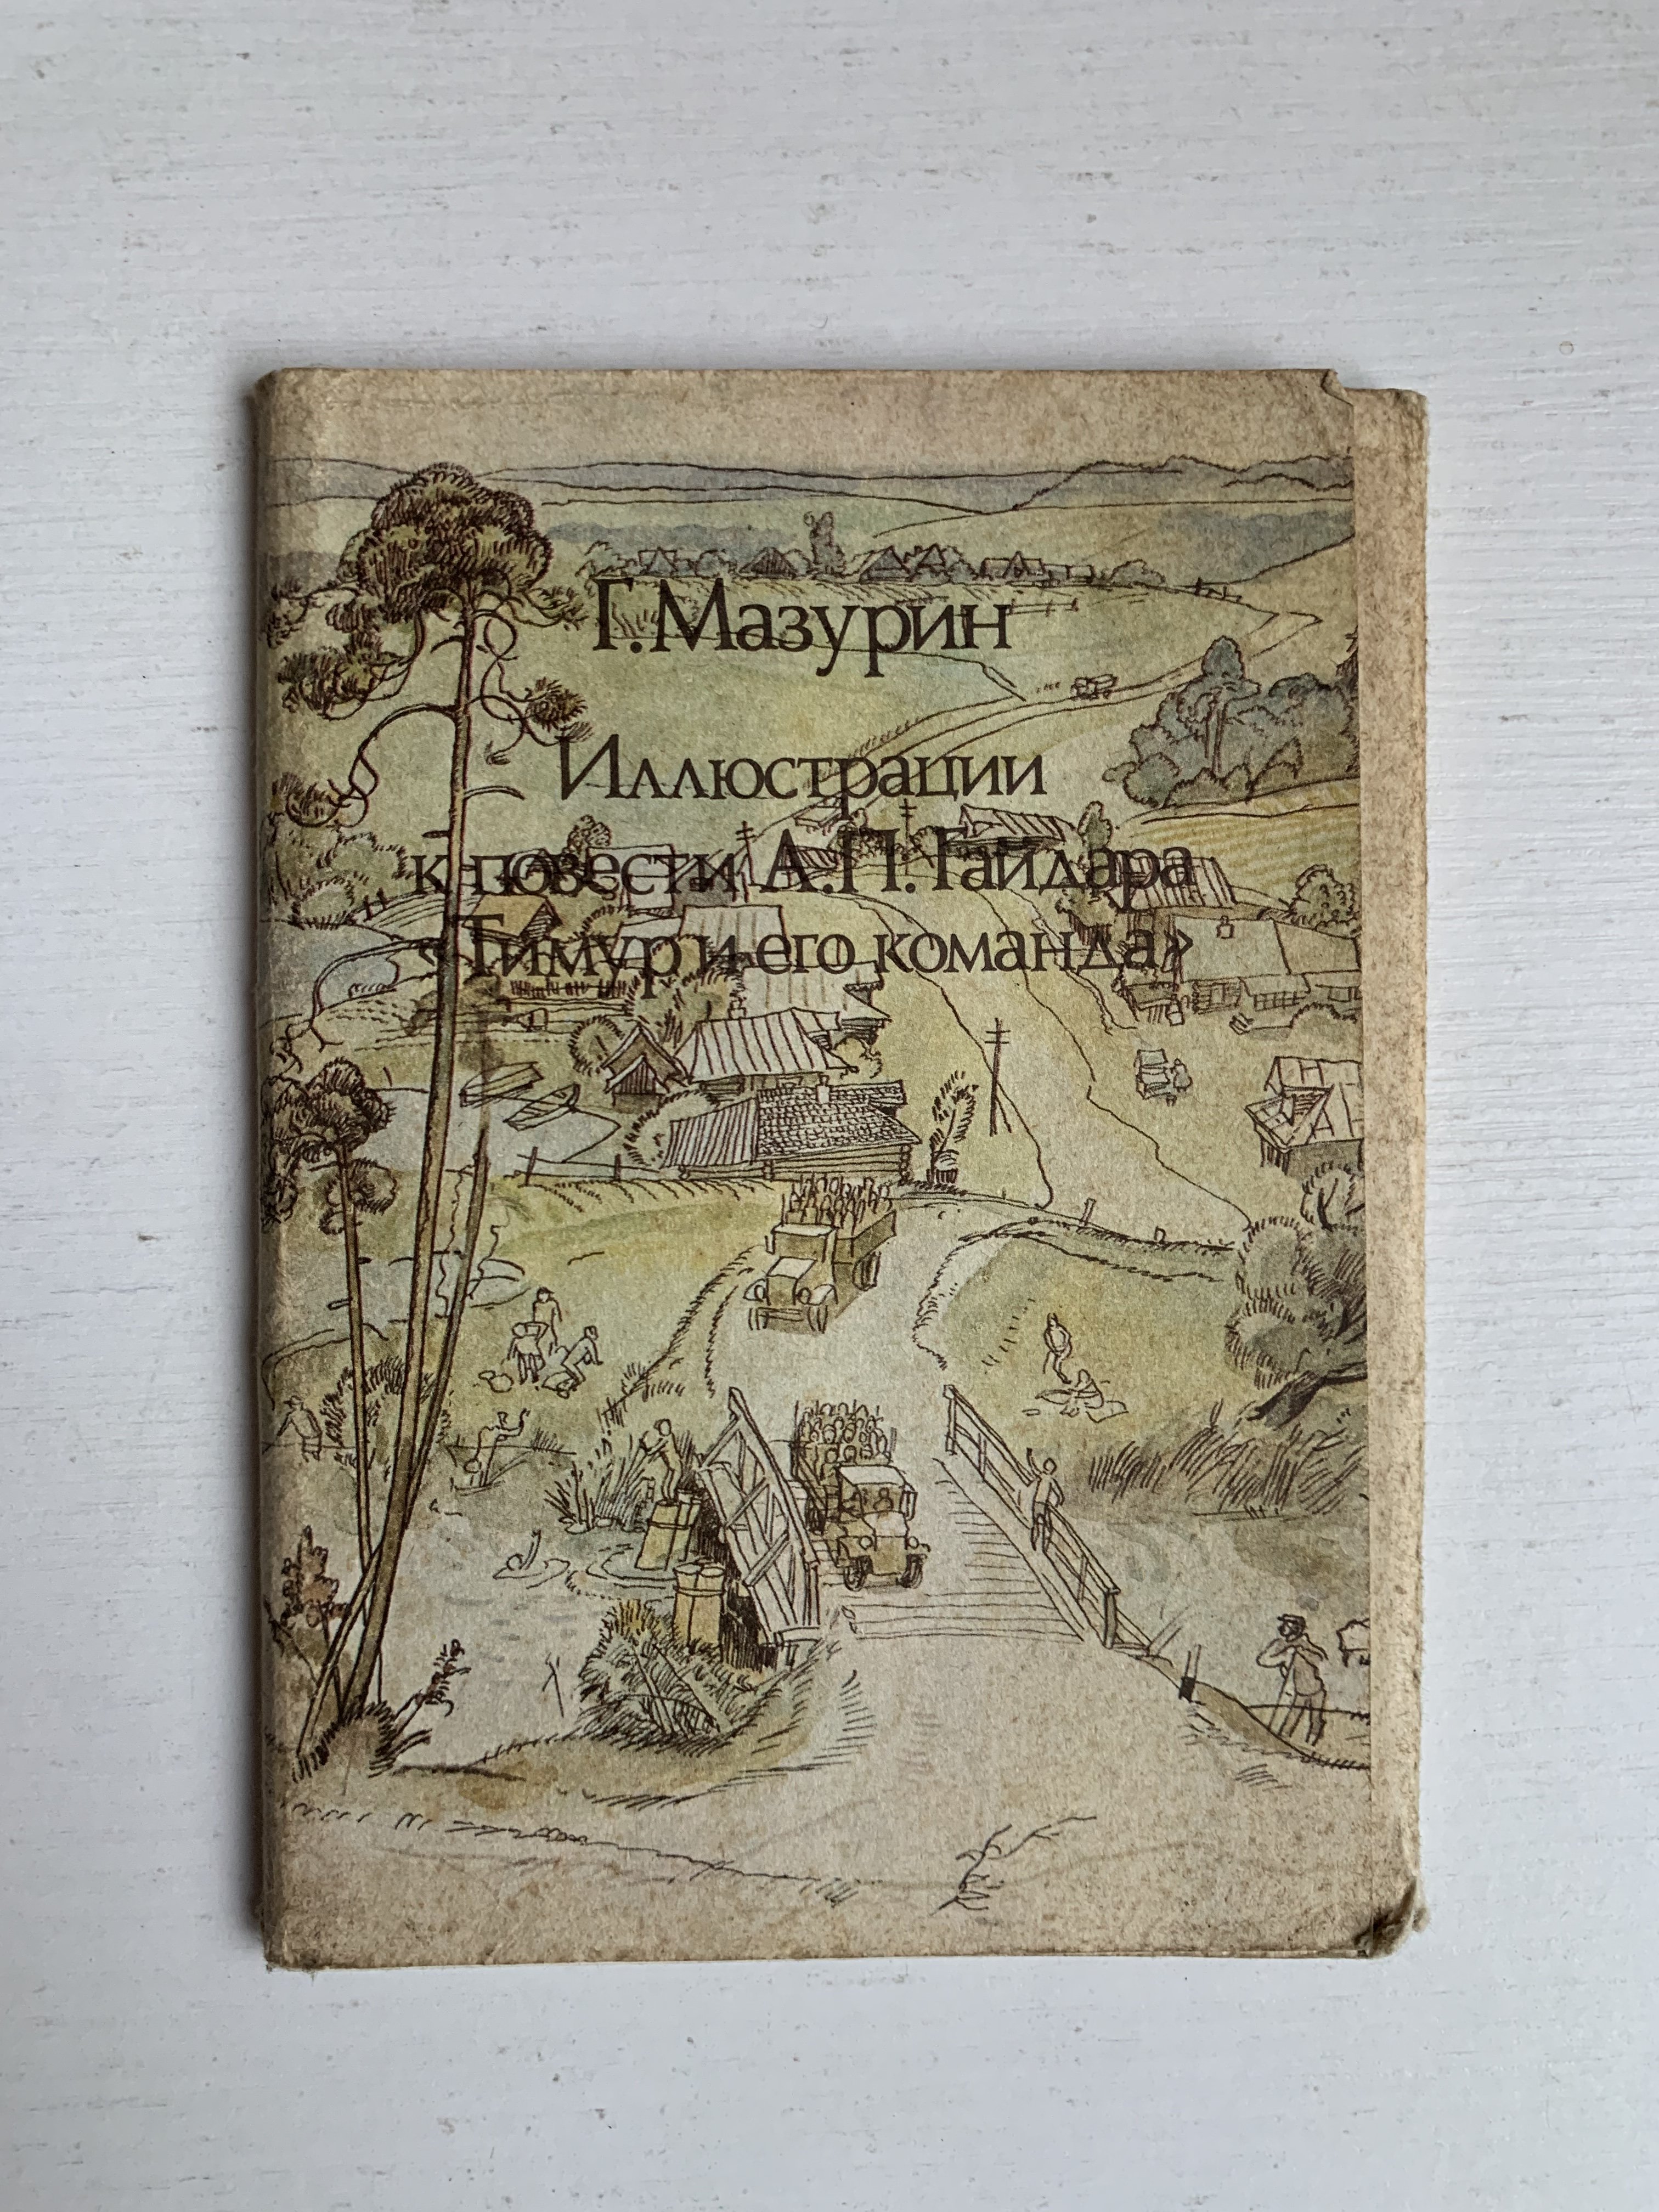 Г. Мазурин
Иллюстрации
к повести А. П. Гайдара
«Тимур и его команда»